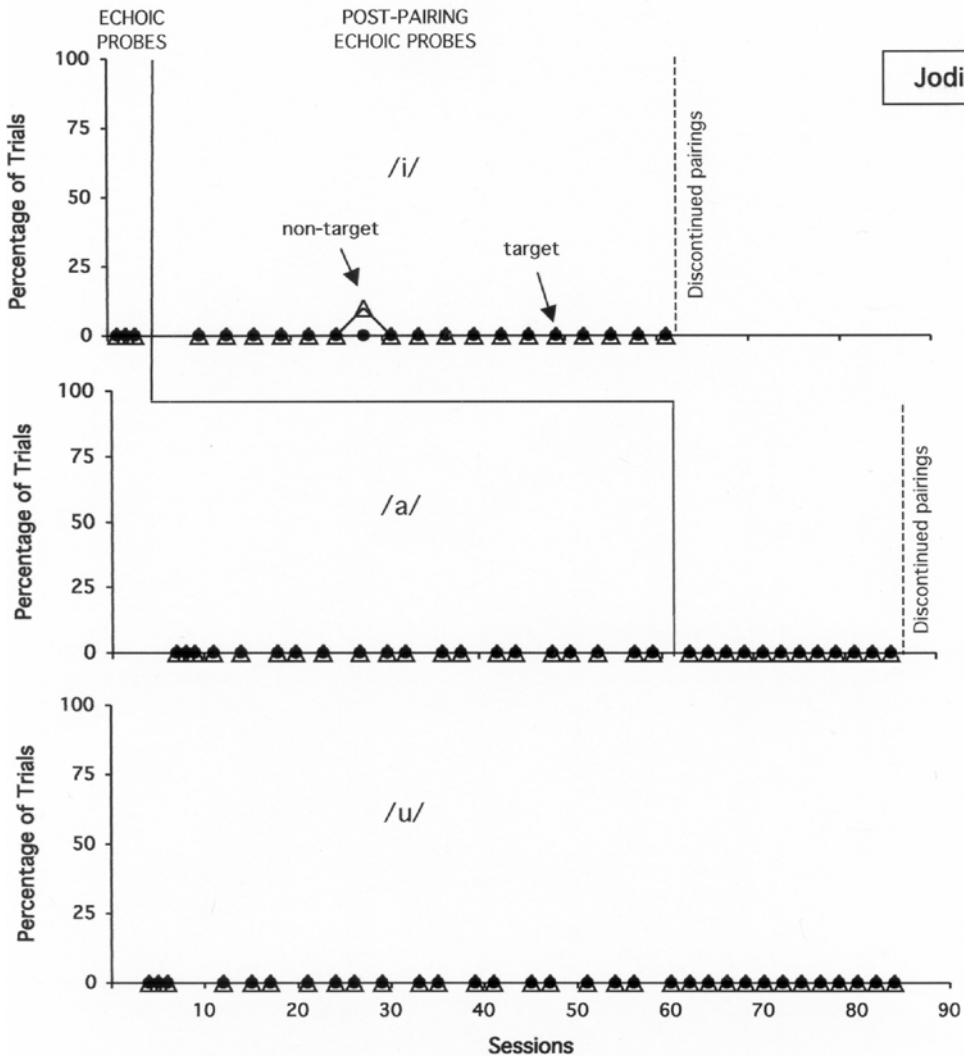 ECHOIC
PROBES
POST-PAIRING
ECHOIC PROBES
Jodi
Percentage of Trials
100
75
50
25
0
/i/
non-target
target
Discontinued pairings
Percentage of Trials
100
75
50
25
0
/a/
Discontinued pairings
Percentage of Trials
100
75
50
25
0
/u/
10 20 30 40 50 60 70 80 90
Sessions